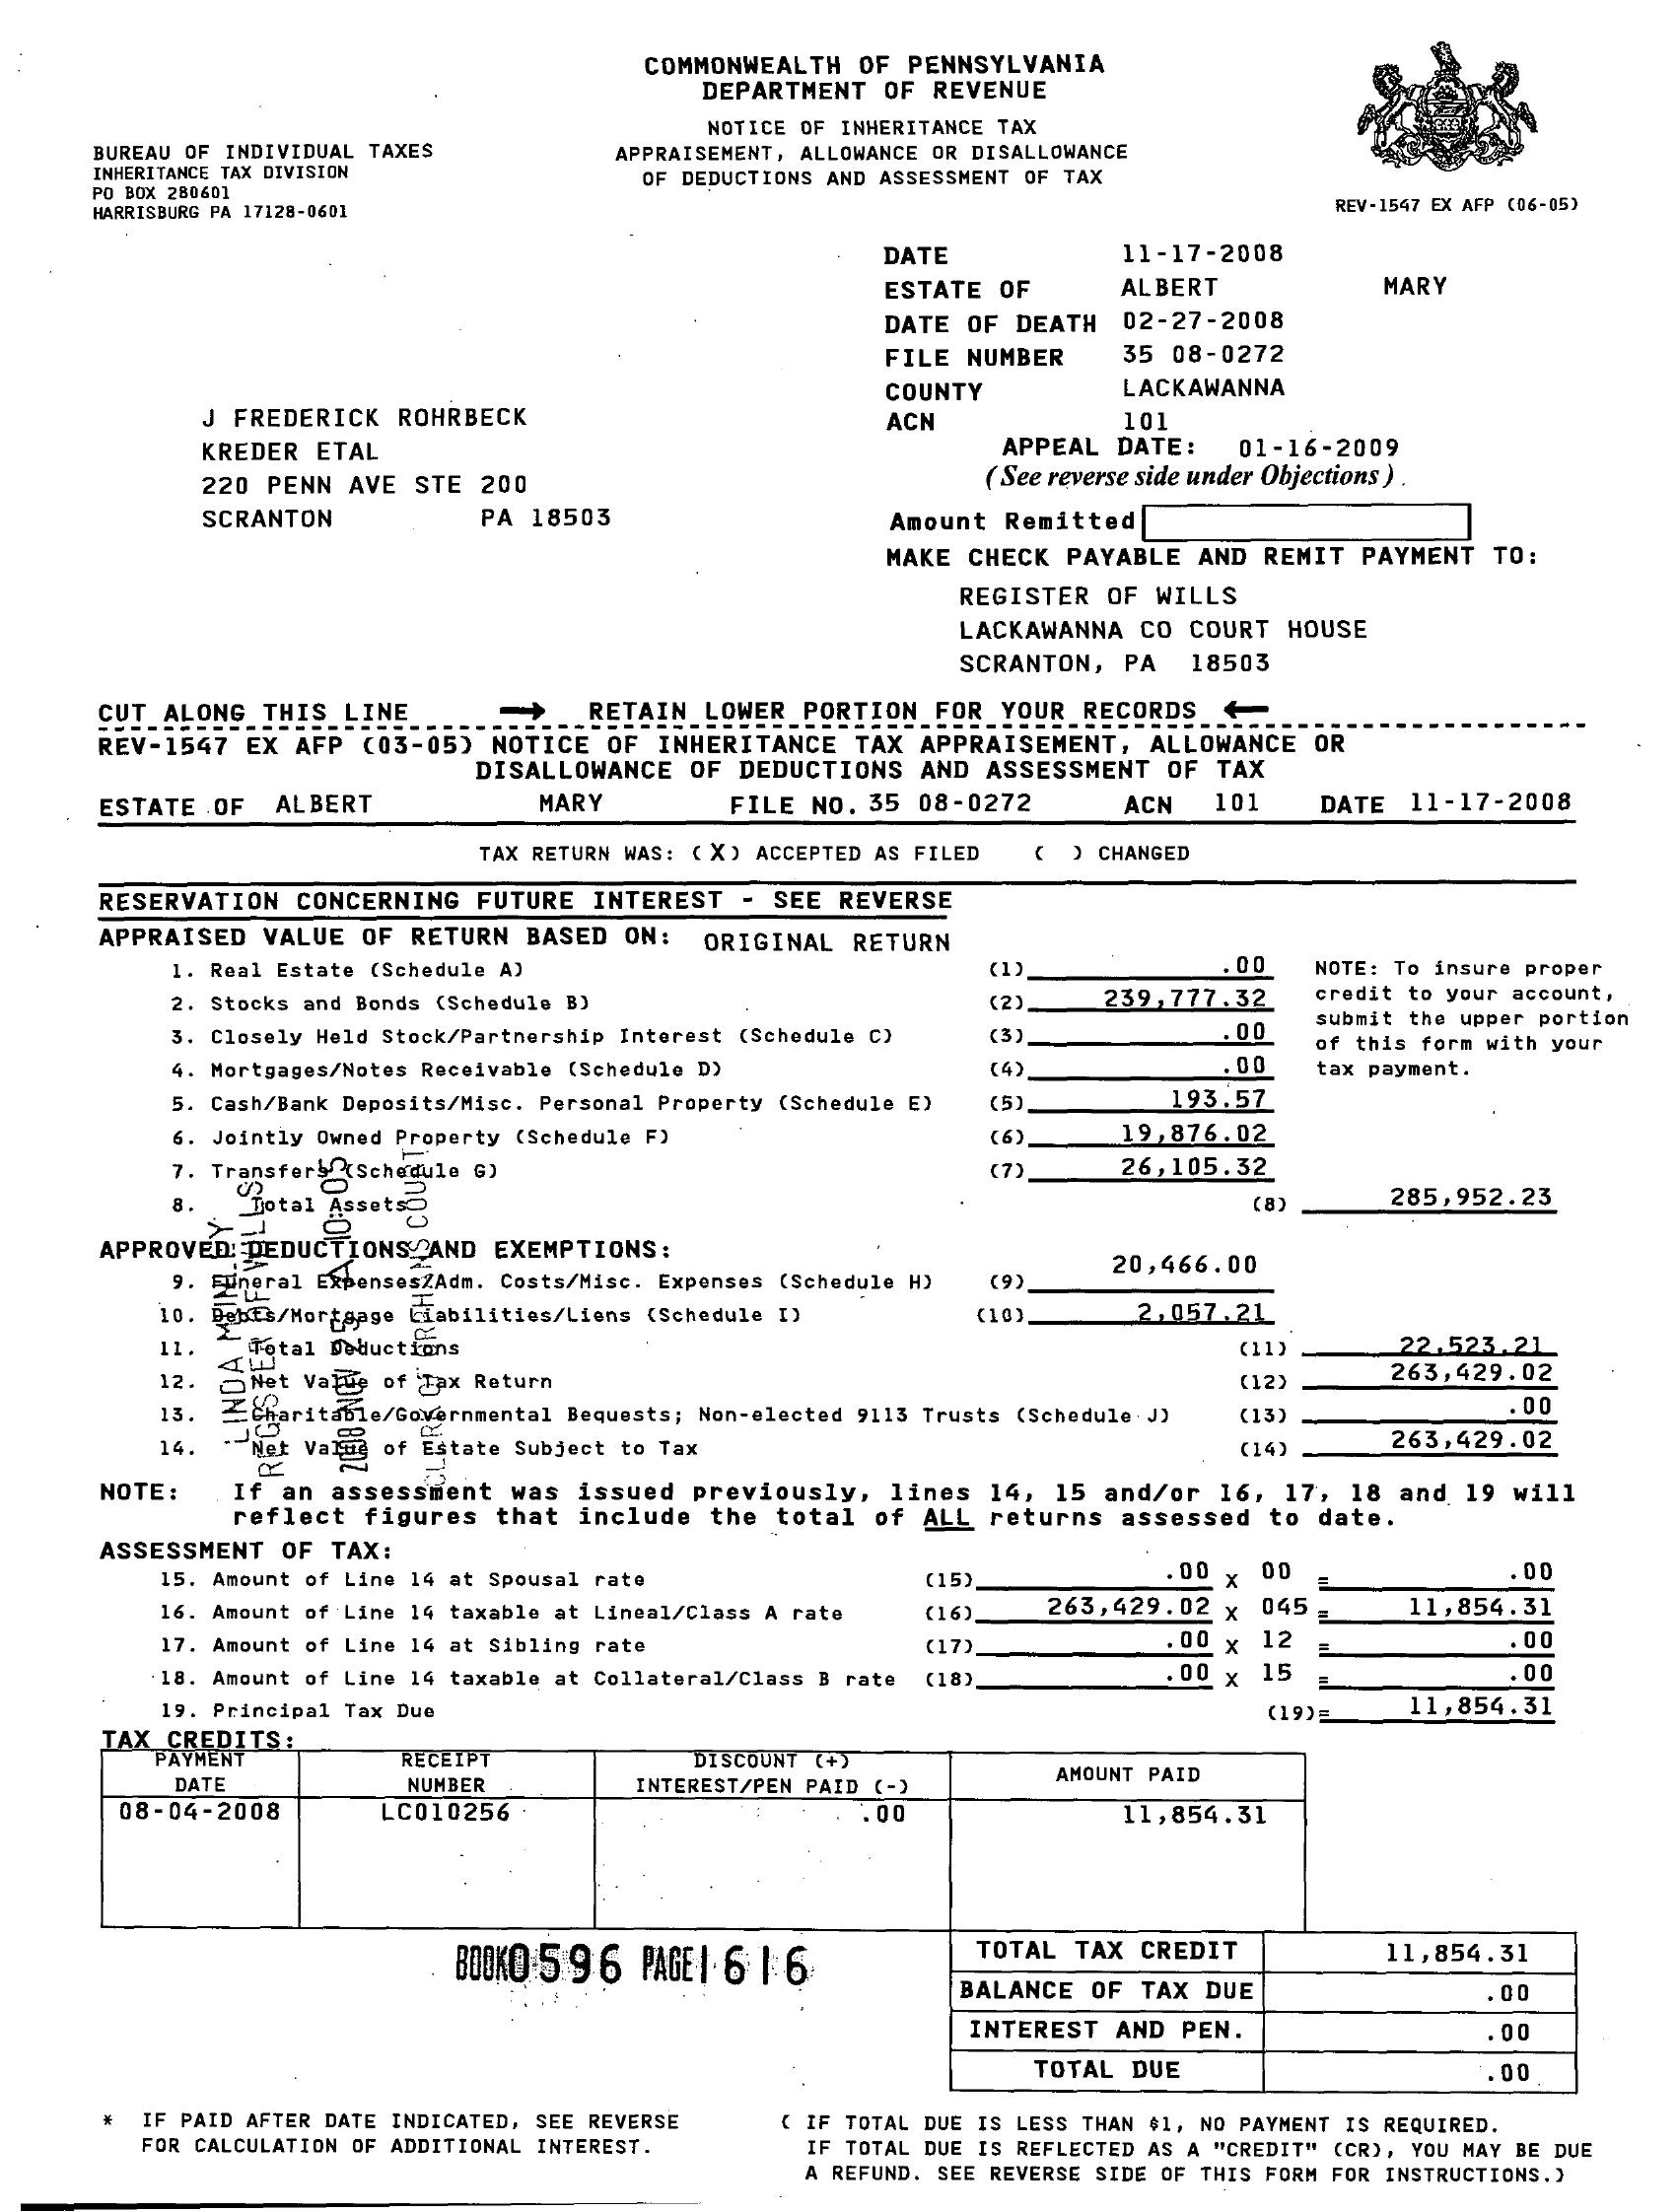 COMMONWEALTH OF PENNSYLVANIA
DEPARTMENT OF REVENUE
NOTICE OF INHERITANCE TAX
APPRAISEMENT, ALLOWANCE OR DISALLOWANCE
OF DEDUCTIONS AND ASSESSMENT OF TAX
BUREAU OF INDIVIDUAL TAXES
INHERITANCE TAX DIVISION
PO BOX 280601
HARRISBURG PA 17128-0601
REV-1547 EX AFP (06-05)
DATE 11-17-2008
ESTATE OF ALBERT MARY
DATE OF DEATH 02-27-2008
FILE NUMBER 35 08-0272
COUNTY LACKAWANNA
ACN 101
APPEAL DATE: 01-16-2009
(See reverse side under Objections)
J FREDERICK ROHRBECK
KREDER ETAL
220 PENN AVE STE 200
SCRANTON PA 18503
Amount Remitted
MAKE CHECK PAYABLE AND REMIT PAYMENT TO:
REGISTER OF WILLS
LACKAWANNA CO COURT HOUSE
SCRANTON, PA 18503
CUT ALONG THIS LINE → RETAIN LOWER PORTION FOR YOUR RECORDS ←
REV-1547 EX AFP (03-05) NOTICE OF INHERITANCE TAX APPRAISEMENT, ALLOWANCE OR
DISALLOWANCE OF DEDUCTIONS AND ASSESSMENT OF TAX
ESTATE OF ALBERT MARY FILE NO. 35 08-0272 ACN 101 DATE 11-17-2008
TAX RETURN WAS: (X) ACCEPTED AS FILED ( ) CHANGED
RESERVATION CONCERNING FUTURE INTEREST - SEE REVERSE
APPRAISED VALUE OF RETURN BASED ON: ORIGINAL RETURN
1. Real Estate (Schedule A) (1) .00
2. Stocks and Bonds (Schedule B) (2) 239,777.32
3. Closely Held Stock/Partnership Interest (Schedule C) (3) .00
4. Mortgages/Notes Receivable (Schedule D) (4) .00
5. Cash/Bank Deposits/Misc. Personal Property (Schedule E) (5) 193.57
6. Jointly Owned Property (Schedule F) (6) 19,876.02
7. Transfers (Schedule G) (7) 26,105.32
8. Total Assets (8) 285,952.23
NOTE: To insure proper
credit to your account,
submit the upper portion
of this form with your
tax payment.
APPROVED DEDUCTIONS AND EXEMPTIONS:
9. Funeral Expenses/Adm. Costs/Misc. Expenses (Schedule H) (9) 20,466.00
10. Debts/Mortgage Liabilities/Liens (Schedule I) (10) 2,057.21
11. Total Deductions (11) 22,523.21
12. Net Value of Tax Return (12) 263,429.02
13. Charitable/Governmental Bequests; Non-elected 9113 Trusts (Schedule J) (13) .00
14. Net Value of Estate Subject to Tax (14) 263,429.02
REGISTER OF WILLS
2008 NOV 25 A 10:05
NOTE: If an assessment was issued previously, lines 14, 15 and/or 16, 17, 18 and 19 will
reflect figures that include the total of ALL returns assessed to date.
ASSESSMENT OF TAX:
15. Amount of Line 14 at Spousal rate (15) .00 X 00 = .00
16. Amount of Line 14 taxable at Lineal/Class A rate (16) 263,429.02 X 045 = 11,854.31
17. Amount of Line 14 at Sibling rate (17) .00 X 12 = .00
18. Amount of Line 14 taxable at Collateral/Class B rate (18) .00 X 15 = .00
19. Principal Tax Due (19)= 11,854.31
TAX CREDITS:
PAYMENT DATE RECEIPT NUMBER DISCOUNT (+) INTEREST/PEN PAID (-) AMOUNT PAID
08-04-2008 LC010256 .00 11,854.31
BOOK0596 PAGE1616
TOTAL TAX CREDIT 11,854.31
BALANCE OF TAX DUE .00
INTEREST AND PEN. .00
TOTAL DUE .00
* IF PAID AFTER DATE INDICATED, SEE REVERSE
FOR CALCULATION OF ADDITIONAL INTEREST.
( IF TOTAL DUE IS LESS THAN $1, NO PAYMENT IS REQUIRED.
IF TOTAL DUE IS REFLECTED AS A "CREDIT" (CR), YOU MAY BE DUE
A REFUND. SEE REVERSE SIDE OF THIS FORM FOR INSTRUCTIONS.)